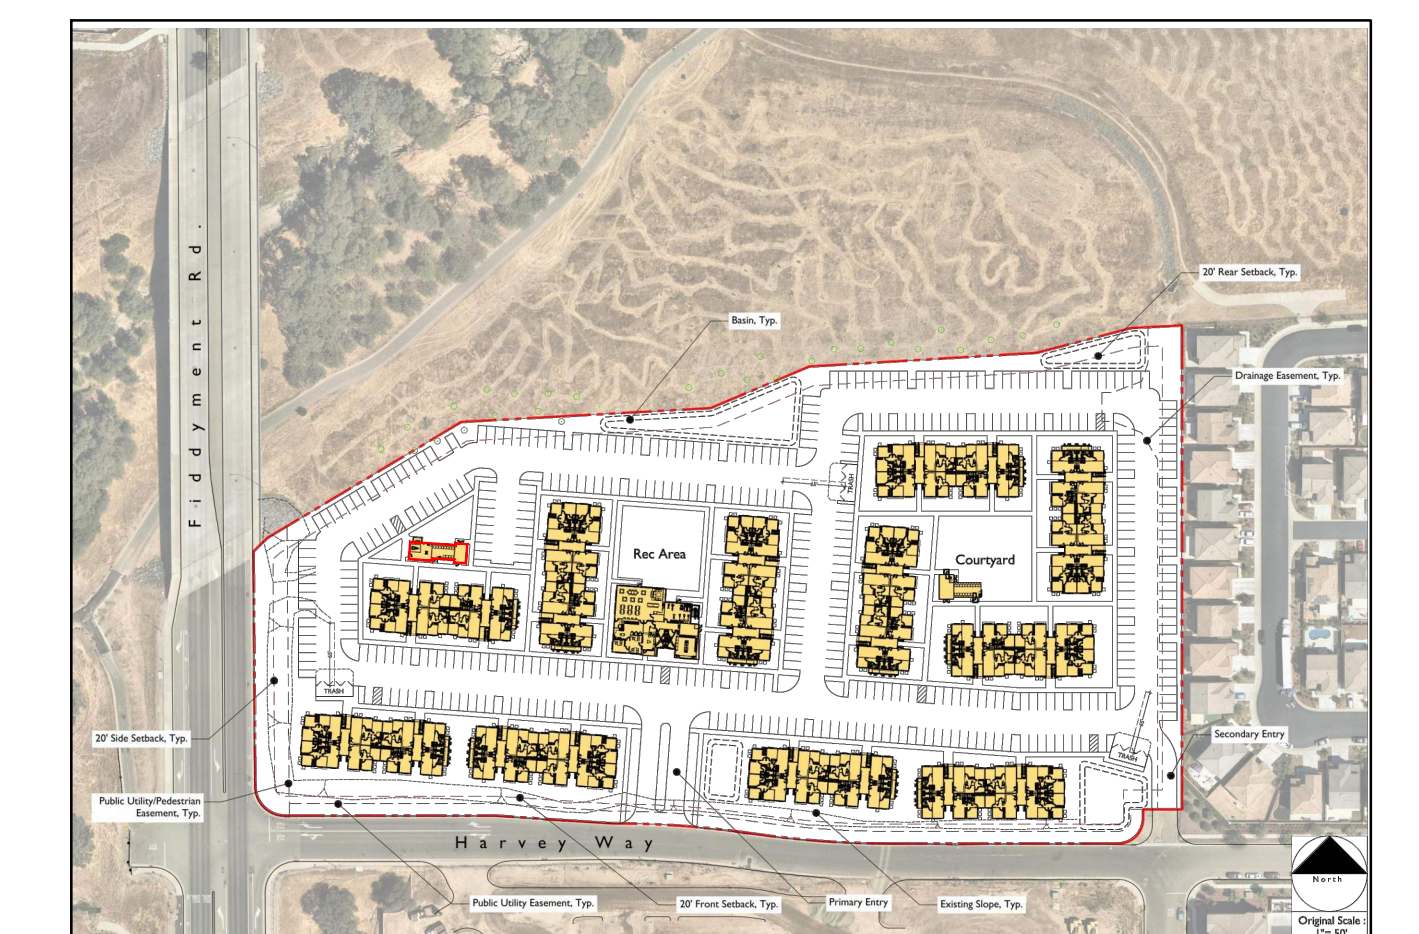 20' Rear Setback, Typ.
Basin, Typ.
Drainage Easement, Typ.
Fiddyment Rd.
TRASH
Rec Area
Courtyard
TRASH
20' Side Setback, Typ.
Secondary Entry
TRASH
Public Utility/Pedestrian
Easement, Typ.
Harvey Way
North
Public Utility Easement, Typ.
20' Front Setback, Typ.
Primary Entry
Existing Slope, Typ.
Original Scale :
1"= 50'